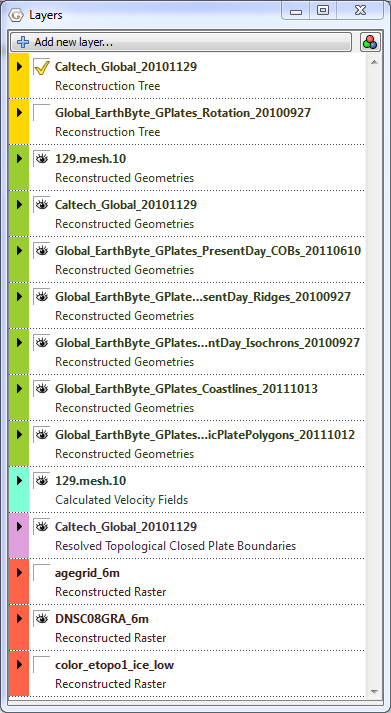 Layers
Add new layer...
Caltech_Global_20101129
Reconstruction Tree
Global_EarthByte_GPlates_Rotation_20100927
Reconstruction Tree
129.mesh.10
Reconstructed Geometries
Caltech_Global_20101129
Reconstructed Geometries
Global_EarthByte_GPlates_PresentDay_COBs_20110610
Reconstructed Geometries
Global_EarthByte_GPlate...sentDay_Ridges_20100927
Reconstructed Geometries
Global_EarthByte_GPlates...ntDay_Isochrons_20100927
Reconstructed Geometries
Global_EarthByte_GPlates_Coastlines_20111013
Reconstructed Geometries
Global_EarthByte_GPlates...icPlatePolygons_20111012
Reconstructed Geometries
129.mesh.10
Calculated Velocity Fields
Caltech_Global_20101129
Resolved Topological Closed Plate Boundaries
agegrid_6m
Reconstructed Raster
DNSC08GRA_6m
Reconstructed Raster
color_etopo1_ice_low
Reconstructed Raster